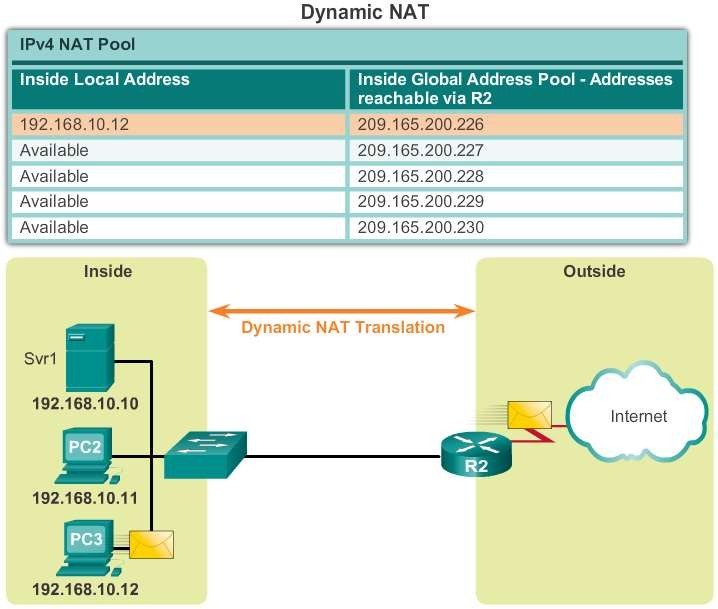 Dynamic NAT
IPv4 NAT Pool
Inside Local Address
Inside Global Address Pool - Addresses
reachable via R2
192.168.10.12
209.165.200.226
Available
209.165.200.227
Available
209.165.200.228
Available
209.165.200.229
Available
209.165.200.230
Inside
Outside
Dynamic NAT Translation
Svr1
192.168.10.10
Internet
PC2
R2
192.168.10.11
PC3
192.168.10.12